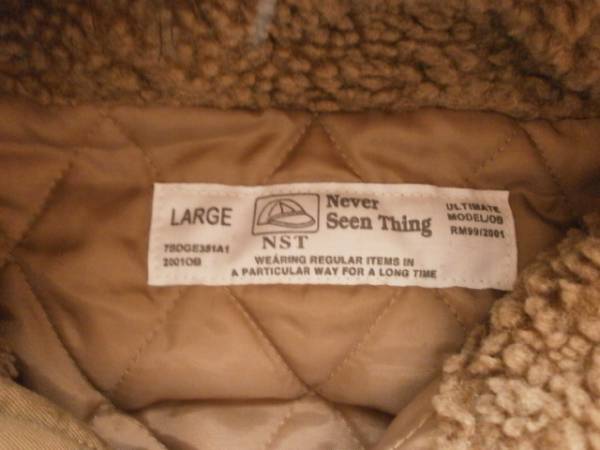 LARGE
7SDGE381A1
2001OB
NST
Never
Seen Thing
WEARING REGULAR ITEMS IN
A PARTICULAR WAY FOR A LONG TIME
ULTIMATE
MODEL/OB
RM99/2001